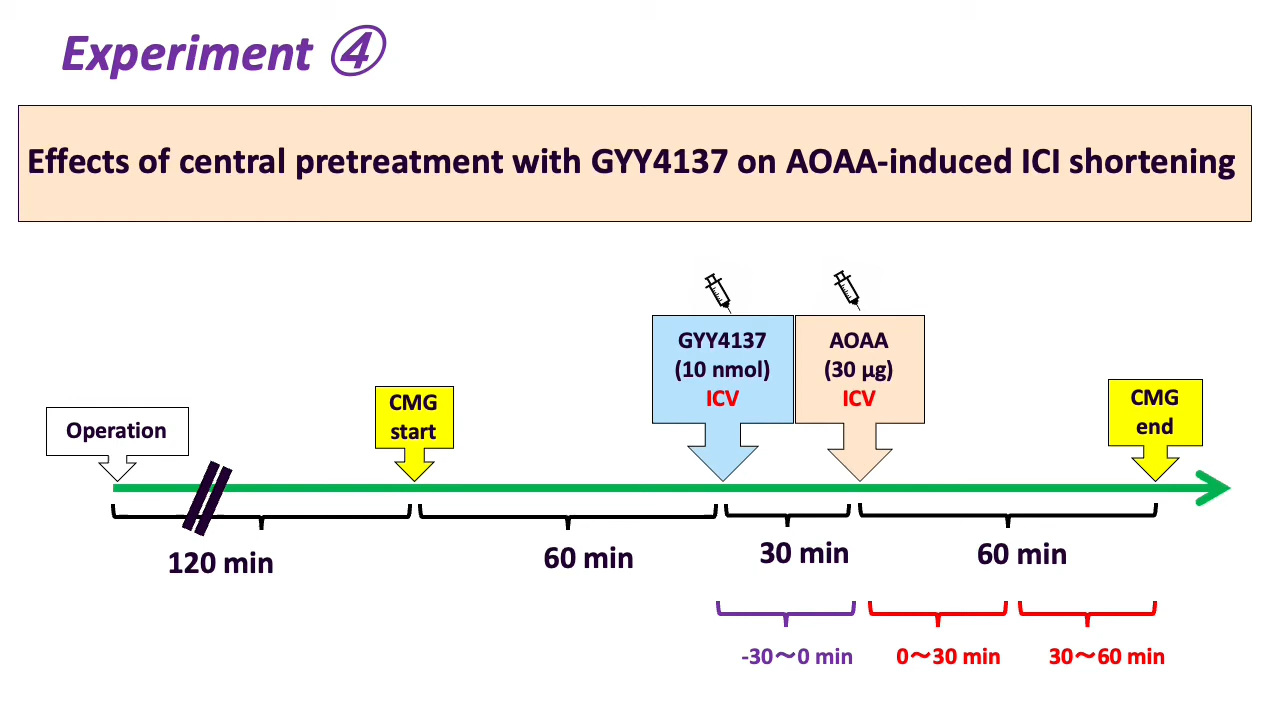 Experiment ④
Effects of central pretreatment with GYY4137 on AOAA-induced ICI shortening
Operation
CMG
start
GYY4137
(10 nmol)
ICV
AOAA
(30 µg)
ICV
CMG
end
120 min
60 min
30 min
60 min
-30～0 min
0～30 min
30～60 min